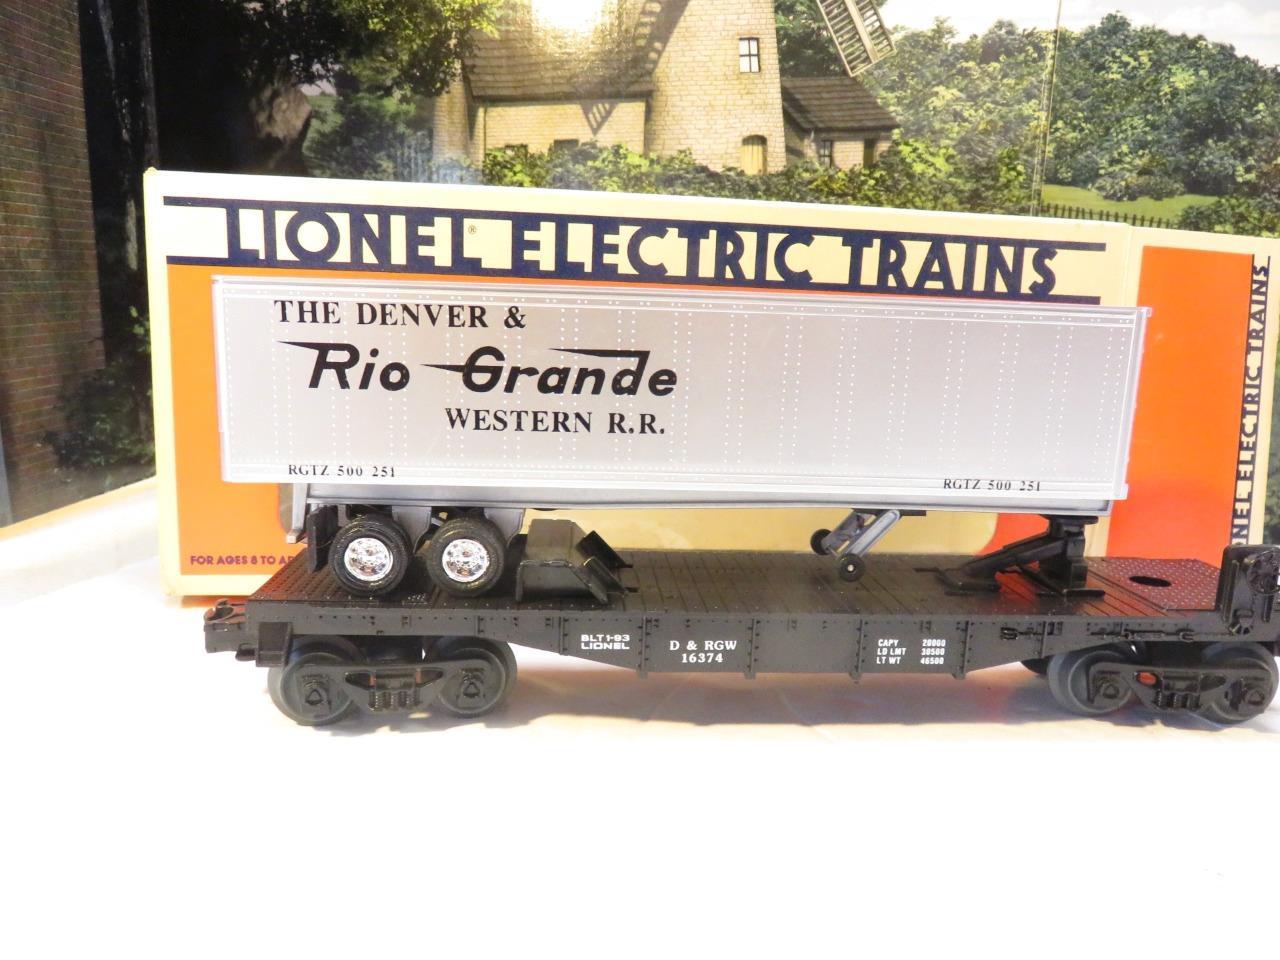 LIONEL® ELECTRIC TRAINS
THE DENVER &
Rio Grande
WESTERN R.R.
RGTZ 500 251
RGTZ 500 251
FOR AGES 8 TO
BLT 1-93
LIONEL
D & RGW
16374
CAPY 20000
LD LMT 30500
LT WT 46500
ELECTRIC TRAINS